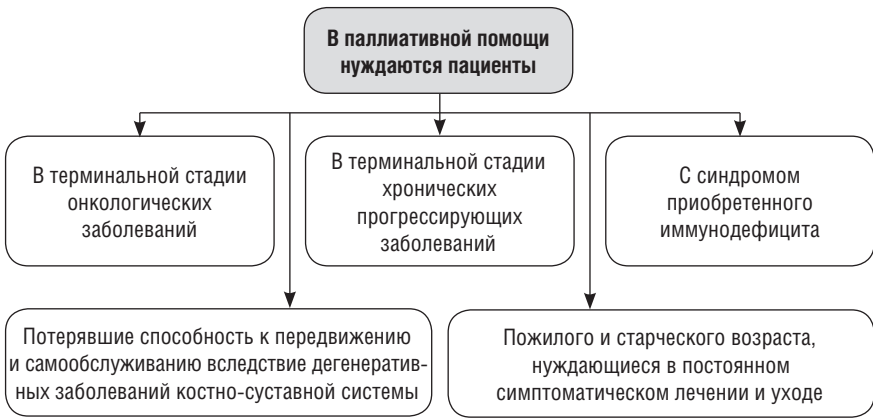 В паллиативной помощи
нуждаются пациенты
В терминальной стадии
онкологических
заболеваний
В терминальной стадии
хронических
прогрессирующих
заболеваний
С синдромом
приобретенного
иммунодефицита
Потерявшие способность к передвижению
и самообслуживанию вследствие дегенератив-
ных заболеваний костно-суставной системы
Пожилого и старческого возраста,
нуждающиеся в постоянном
симптоматическом лечении и уходе